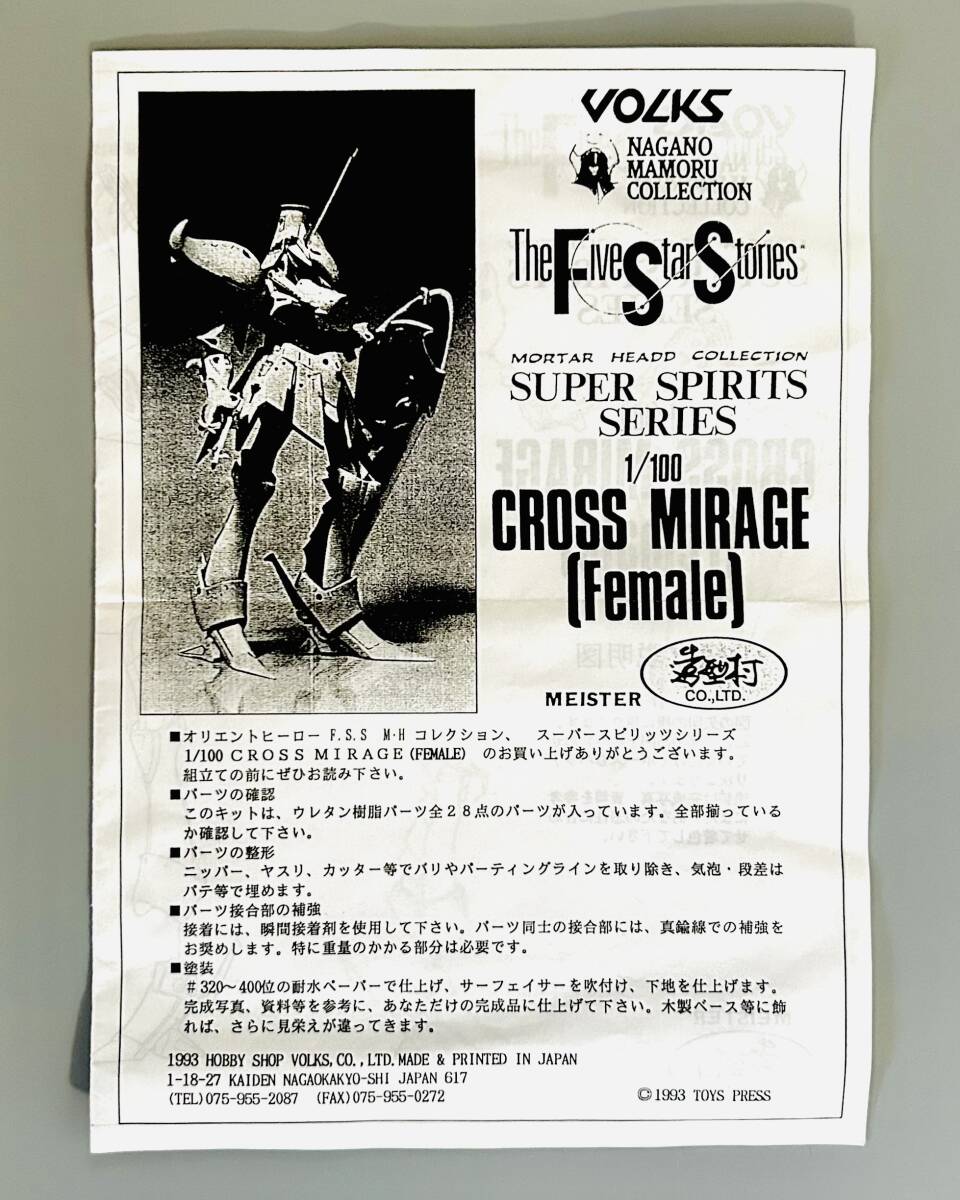 VOLKS
NAGANO
MAMORU
COLLECTION
The Five Star Stories
MORTAR HEADD COLLECTION
SUPER SPIRITS
SERIES
1/100
CROSS MIRAGE
(Female)
MEISTER 造型村
CO.,LTD.
■オリエントヒーロー F.S.S M・H コレクション、 スーパースピリッツシリーズ
1/100 CROSS MIRAGE (FEMALE) のお買い上げありがとうございます。
組立ての前にぜひお読み下さい。
■パーツの確認
このキットは、ウレタン樹脂パーツ全28点のパーツが入っています。全部揃っている
か確認して下さい。
■パーツの整形
ニッパー、ヤスリ、カッター等でバリやパーティングラインを取り除き、気泡・段差は
パテ等で埋めます。
■パーツ接合部の補強
接着には、瞬間接着剤を使用して下さい。パーツ同士の接合部には、真鍮線での補強を
お奨めします。特に重量のかかる部分は必要です。
■塗装
＃320～400位の耐水ペーパーで仕上げ、サーフェイサーを吹付け、下地を仕上げます。
完成写真、資料等を参考に、あなただけの完成品に仕上げて下さい。木製ベース等に飾
れば、さらに見栄えが違ってきます。
1993 HOBBY SHOP VOLKS,CO.,LTD. MADE & PRINTED IN JAPAN
1-18-27 KAIDEN NAGAOKAKYO-SHI JAPAN 617
(TEL)075-955-2087 (FAX)075-955-0272
©1993 TOYS PRESS